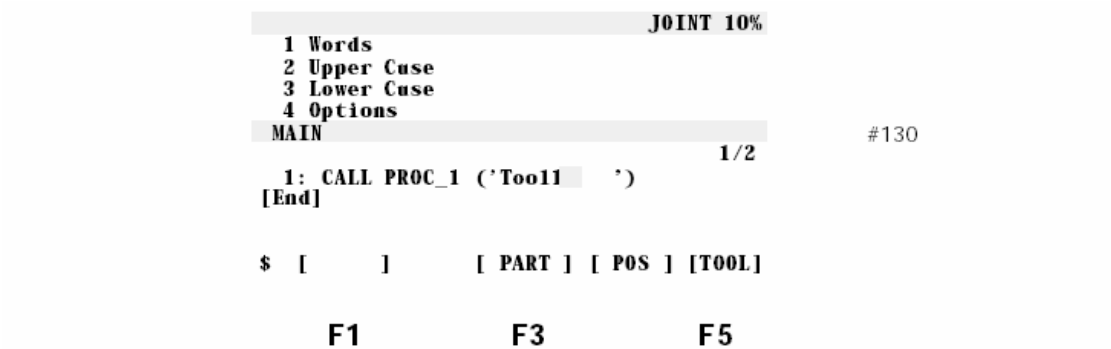 JOINT 10%
1 Words
2 Upper Cuse
3 Lower Cuse
4 Options
MAIN #130
1/2
1: CALL PROC_1 ('Tool1 ')
[End]
$ [ ] [ PART ] [ POS ] [TOOL]
F1 F3 F5